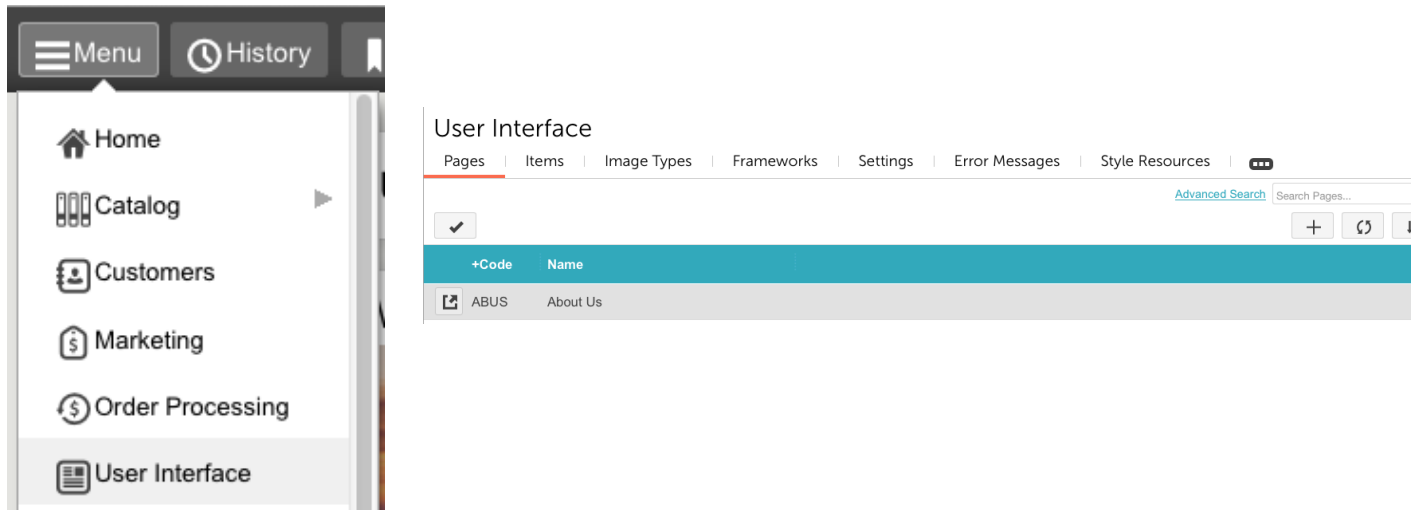 Menu History
Home
Catalog
Customers
Marketing
Order Processing
User Interface
User Interface
Pages Items Image Types Frameworks Settings Error Messages Style Resources
Advanced Search Search Pages...
+Code Name
ABUS About Us